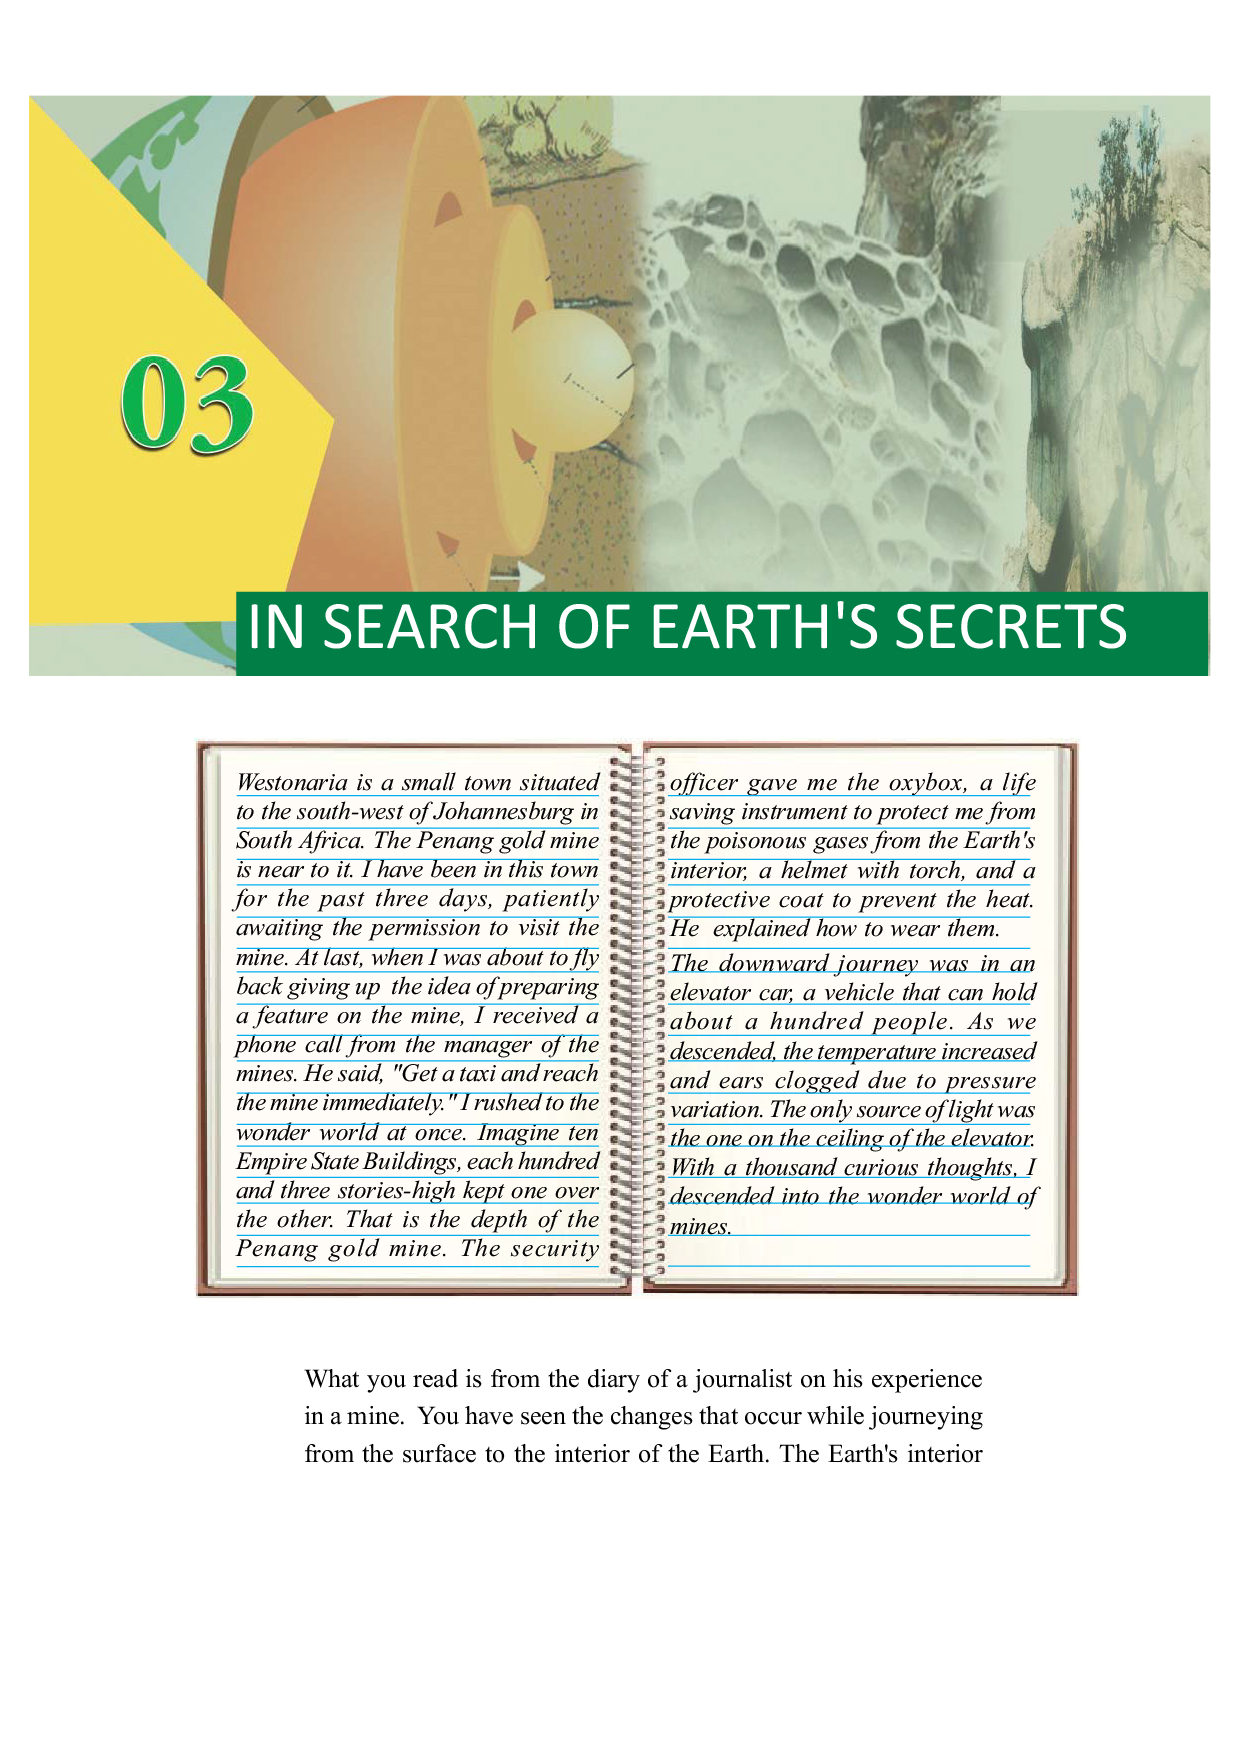 03
IN SEARCH OF EARTH'S SECRETS
Westonaria is a small town situated
to the south-west of Johannesburg in
South Africa. The Penang gold mine
is near to it. I have been in this town
for the past three days, patiently
awaiting the permission to visit the
mine. At last, when I was about to fly
back giving up the idea of preparing
a feature on the mine, I received a
phone call from the manager of the
mines. He said, "Get a taxi and reach
the mine immediately." I rushed to the
wonder world at once. Imagine ten
Empire State Buildings, each hundred
and three stories-high kept one over
the other. That is the depth of the
Penang gold mine. The security
officer gave me the oxybox, a life
saving instrument to protect me from
the poisonous gases from the Earth's
interior, a helmet with torch, and a
protective coat to prevent the heat.
He explained how to wear them.
The downward journey was in an
elevator car, a vehicle that can hold
about a hundred people. As we
descended, the temperature increased
and ears clogged due to pressure
variation. The only source of light was
the one on the ceiling of the elevator.
With a thousand curious thoughts, I
descended into the wonder world of
mines.
What you read is from the diary of a journalist on his experience
in a mine. You have seen the changes that occur while journeying
from the surface to the interior of the Earth. The Earth's interior